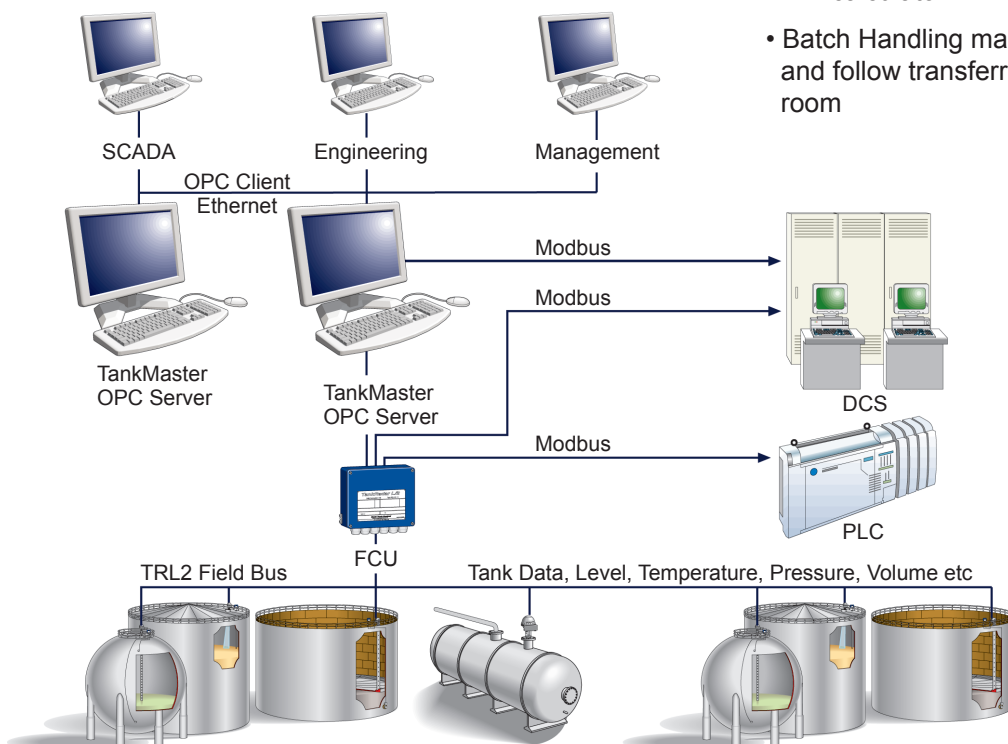 • Batch Handling ma
and follow transferr
room
SCADA
Engineering
Management
OPC Client
Ethernet
Modbus
Modbus
TankMaster
OPC Server
TankMaster
OPC Server
DCS
Modbus
PLC
FCU
TRL2 Field Bus
Tank Data, Level, Temperature, Pressure, Volume etc